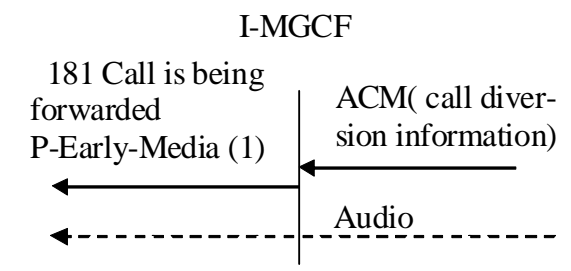 I-MGCF
181 Call is being
forwarded
P-Early-Media (1)
ACM( call diver-
sion information)
Audio